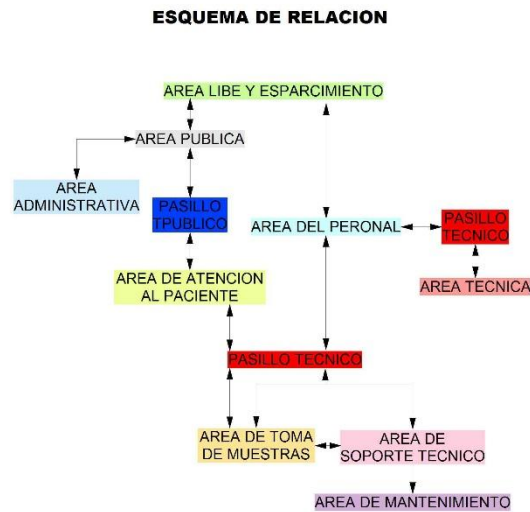 ESQUEMA DE RELACION
AREA LIBE Y ESPARCIMIENTO
AREA PUBLICA
AREA
ADMINISTRATIVA
PASILLO
TPUBLICO
AREA DEL PERONAL
PASILLO
TECNICO
AREA DE ATENCION
AL PACIENTE
AREA TECNICA
PASILLO TECNICO
AREA DE TOMA
DE MUESTRAS
AREA DE
SOPORTE TECNICO
AREA DE MANTENIMIENTO